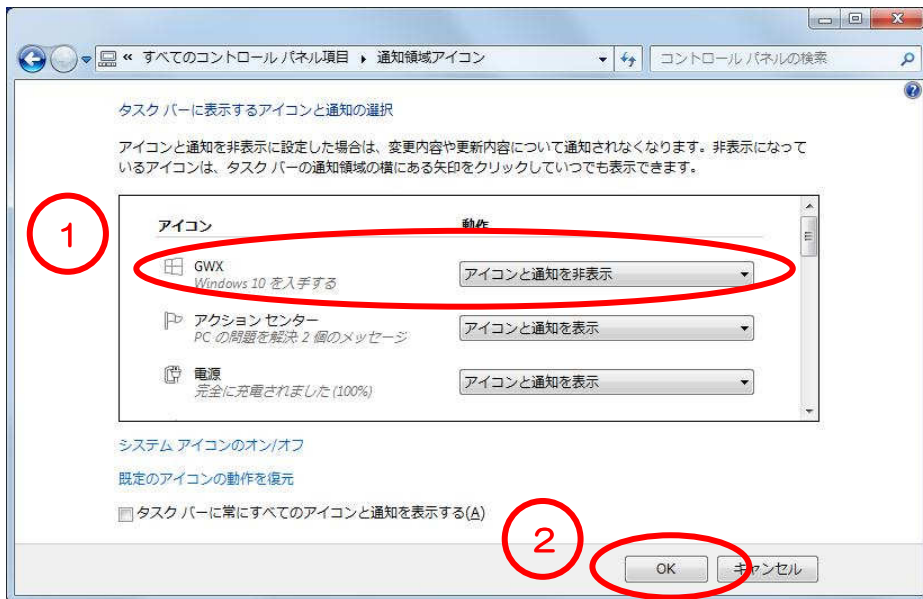 « すべてのコントロール パネル項目 ▸ 通知領域アイコン
コントロール パネルの検索
タスク バーに表示するアイコンと通知の選択
アイコンと通知を非表示に設定した場合は、変更内容や更新内容について通知されなくなります。非表示になって
いるアイコンは、タスク バーの通知領域の横にある矢印をクリックしていつでも表示できます。
1
アイコン 動作
GWX
Windows 10 を入手する
アイコンと通知を非表示
アクション センター
PC の問題を解決 2 個のメッセージ
アイコンと通知を表示
電源
完全に充電されました (100%)
アイコンと通知を表示
システム アイコンのオン/オフ
既定のアイコンの動作を復元
タスク バーに常にすべてのアイコンと通知を表示する(A)
2
OK キャンセル